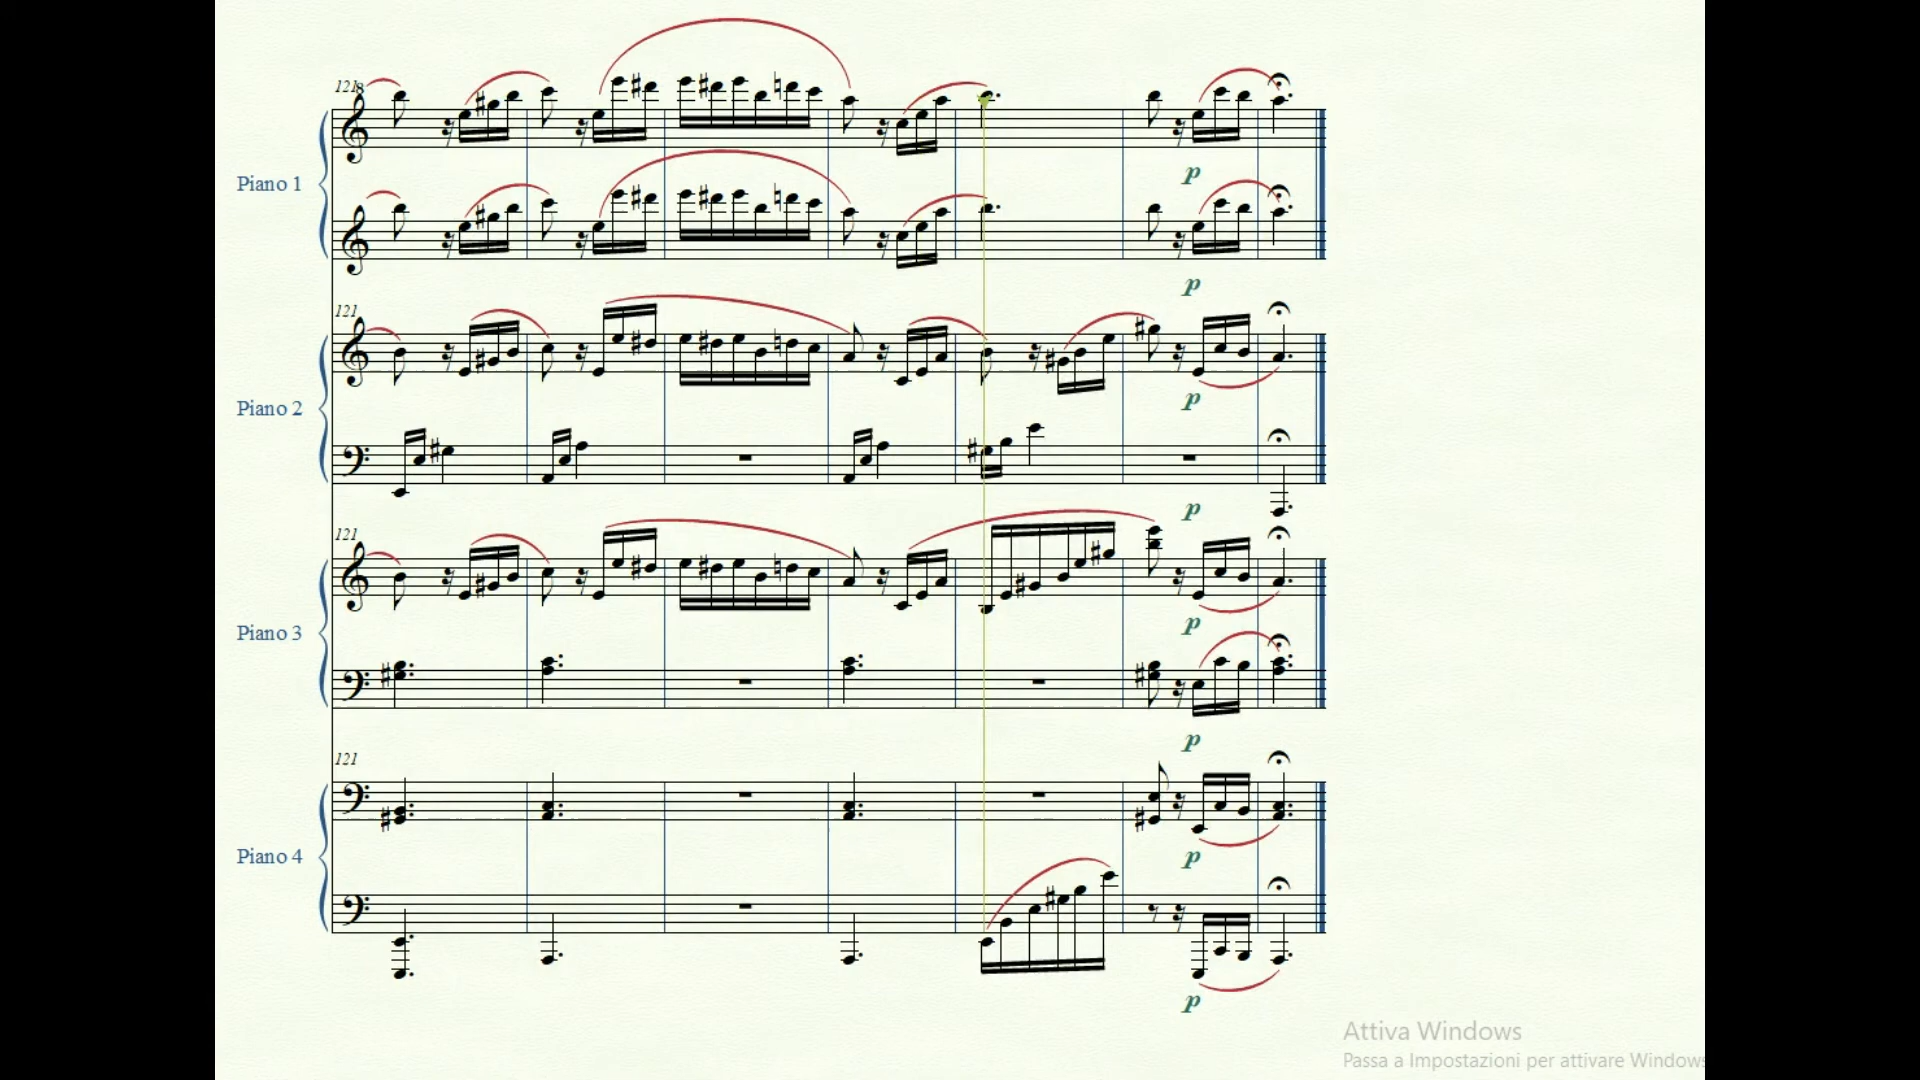 121
8
Piano 1
p
p
121
Piano 2
p
p
121
Piano 3
p
p
121
Piano 4
p
p
Attiva Windows
Passa a Impostazioni per attivare Windows